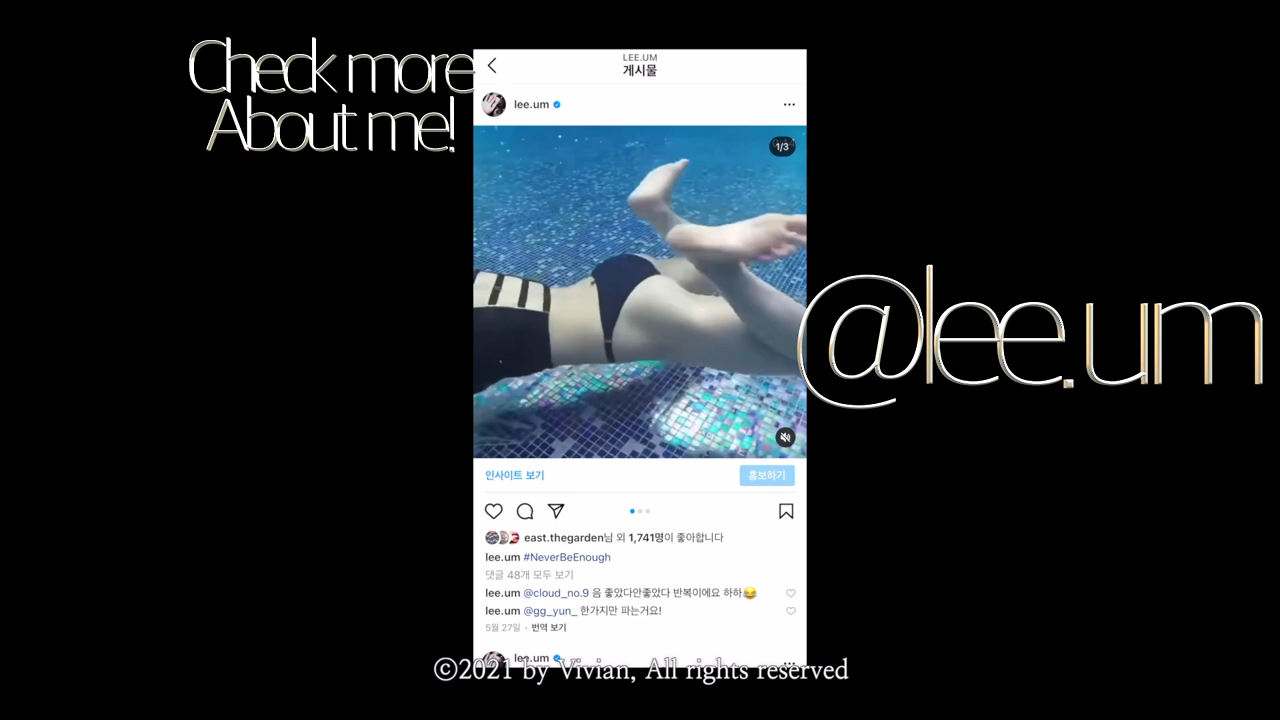 Check more
About me!
LEE.UM
게시물
lee.um
1/3
@lee.um
인사이트 보기
홍보하기
east.thegarden님 외 1,741명이 좋아합니다
lee.um #NeverBeEnough
댓글 48개 모두 보기
lee.um @cloud_no.9 음 좋았다안좋았다 반복이에요 하하😂
lee.um @gg_yun_ 한가지만 파는거요!
5월 27일 · 번역 보기
lee.um
©2021 by Vivian, All rights reserved